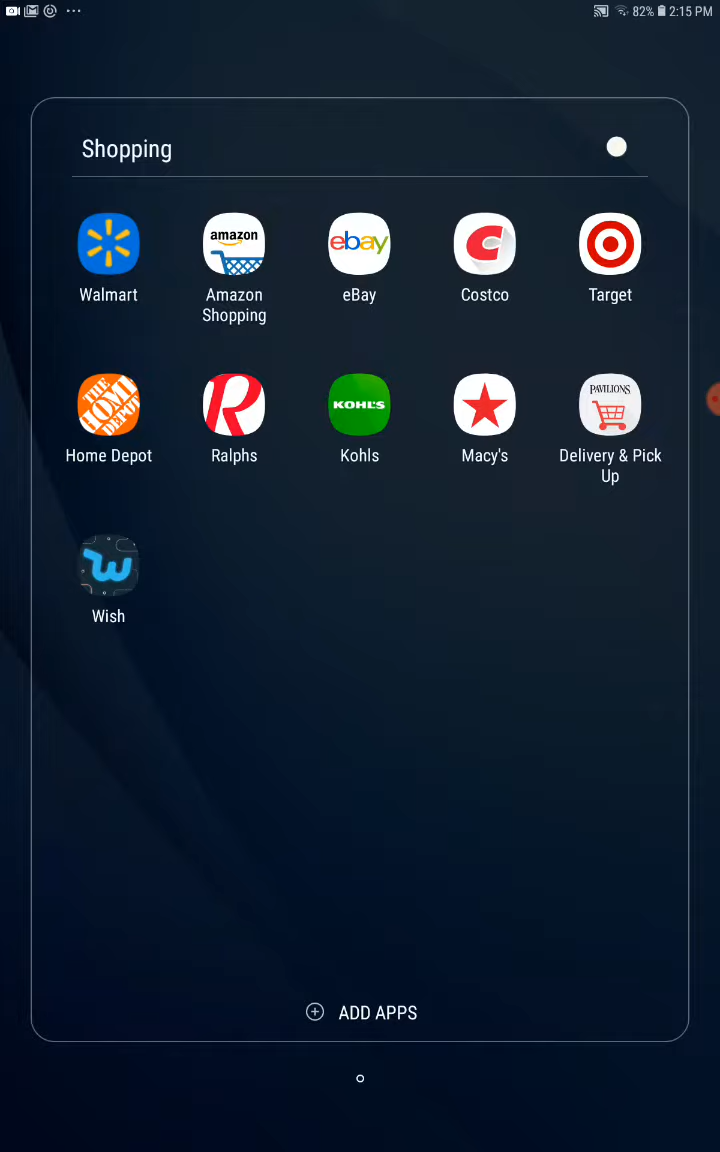 82% 2:15 PM
Shopping
amazon
ebay
Walmart
Amazon
Shopping
eBay
Costco
Target
THE
HOME
DEPOT
R
KOHL'S
PAVILIONS
Home Depot
Ralphs
Kohls
Macy's
Delivery & Pick
Up
w
Wish
ADD APPS